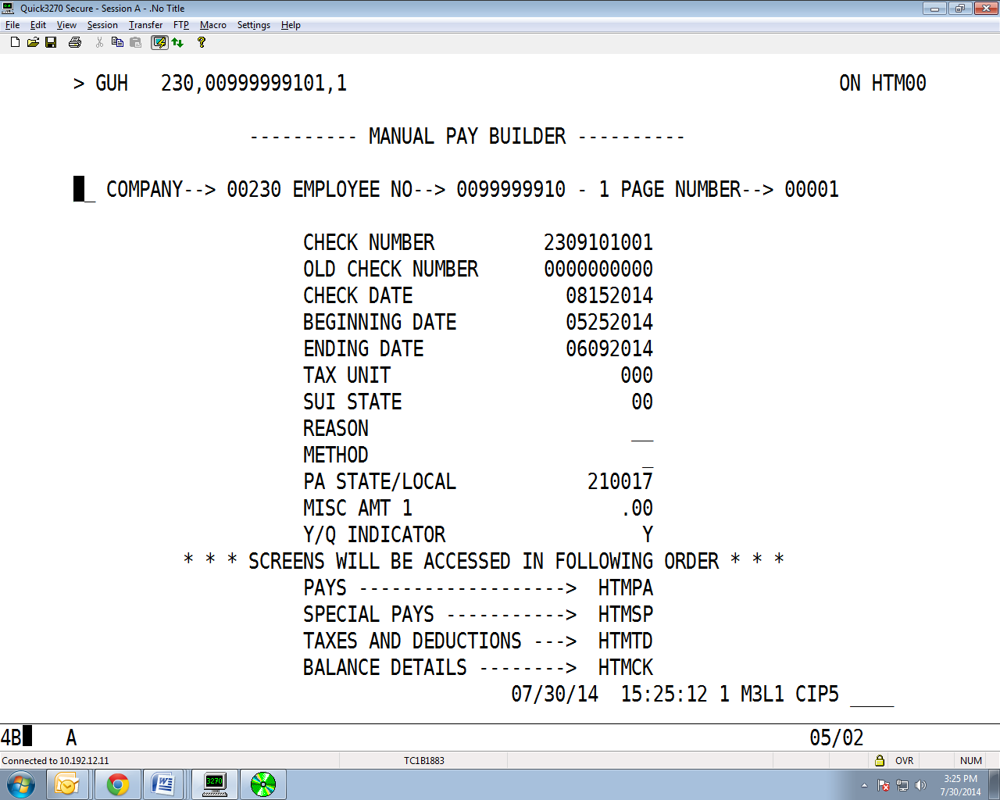 Quick3270 Secure - Session A - .No Title
File Edit View Session Transfer FTP Macro Settings Help
> GUH 230,00999999101,1 ON HTM00
---------- MANUAL PAY BUILDER ----------
_ COMPANY--> 00230 EMPLOYEE NO--> 0099999910 - 1 PAGE NUMBER--> 00001
CHECK NUMBER 2309101001
OLD CHECK NUMBER 0000000000
CHECK DATE 08152014
BEGINNING DATE 05252014
ENDING DATE 06092014
TAX UNIT 000
SUI STATE 00
REASON __
METHOD _
PA STATE/LOCAL 210017
MISC AMT 1 .00
Y/Q INDICATOR Y
* * * SCREENS WILL BE ACCESSED IN FOLLOWING ORDER * * *
PAYS -------------------> HTMPA
SPECIAL PAYS -----------> HTMSP
TAXES AND DEDUCTIONS ---> HTMTD
BALANCE DETAILS --------> HTMCK
07/30/14 15:25:12 1 M3L1 CIP5 ____
4B A 05/02
Connected to 10.192.12.11 TC1B1883 OVR NUM
3270
3:25 PM
7/30/2014